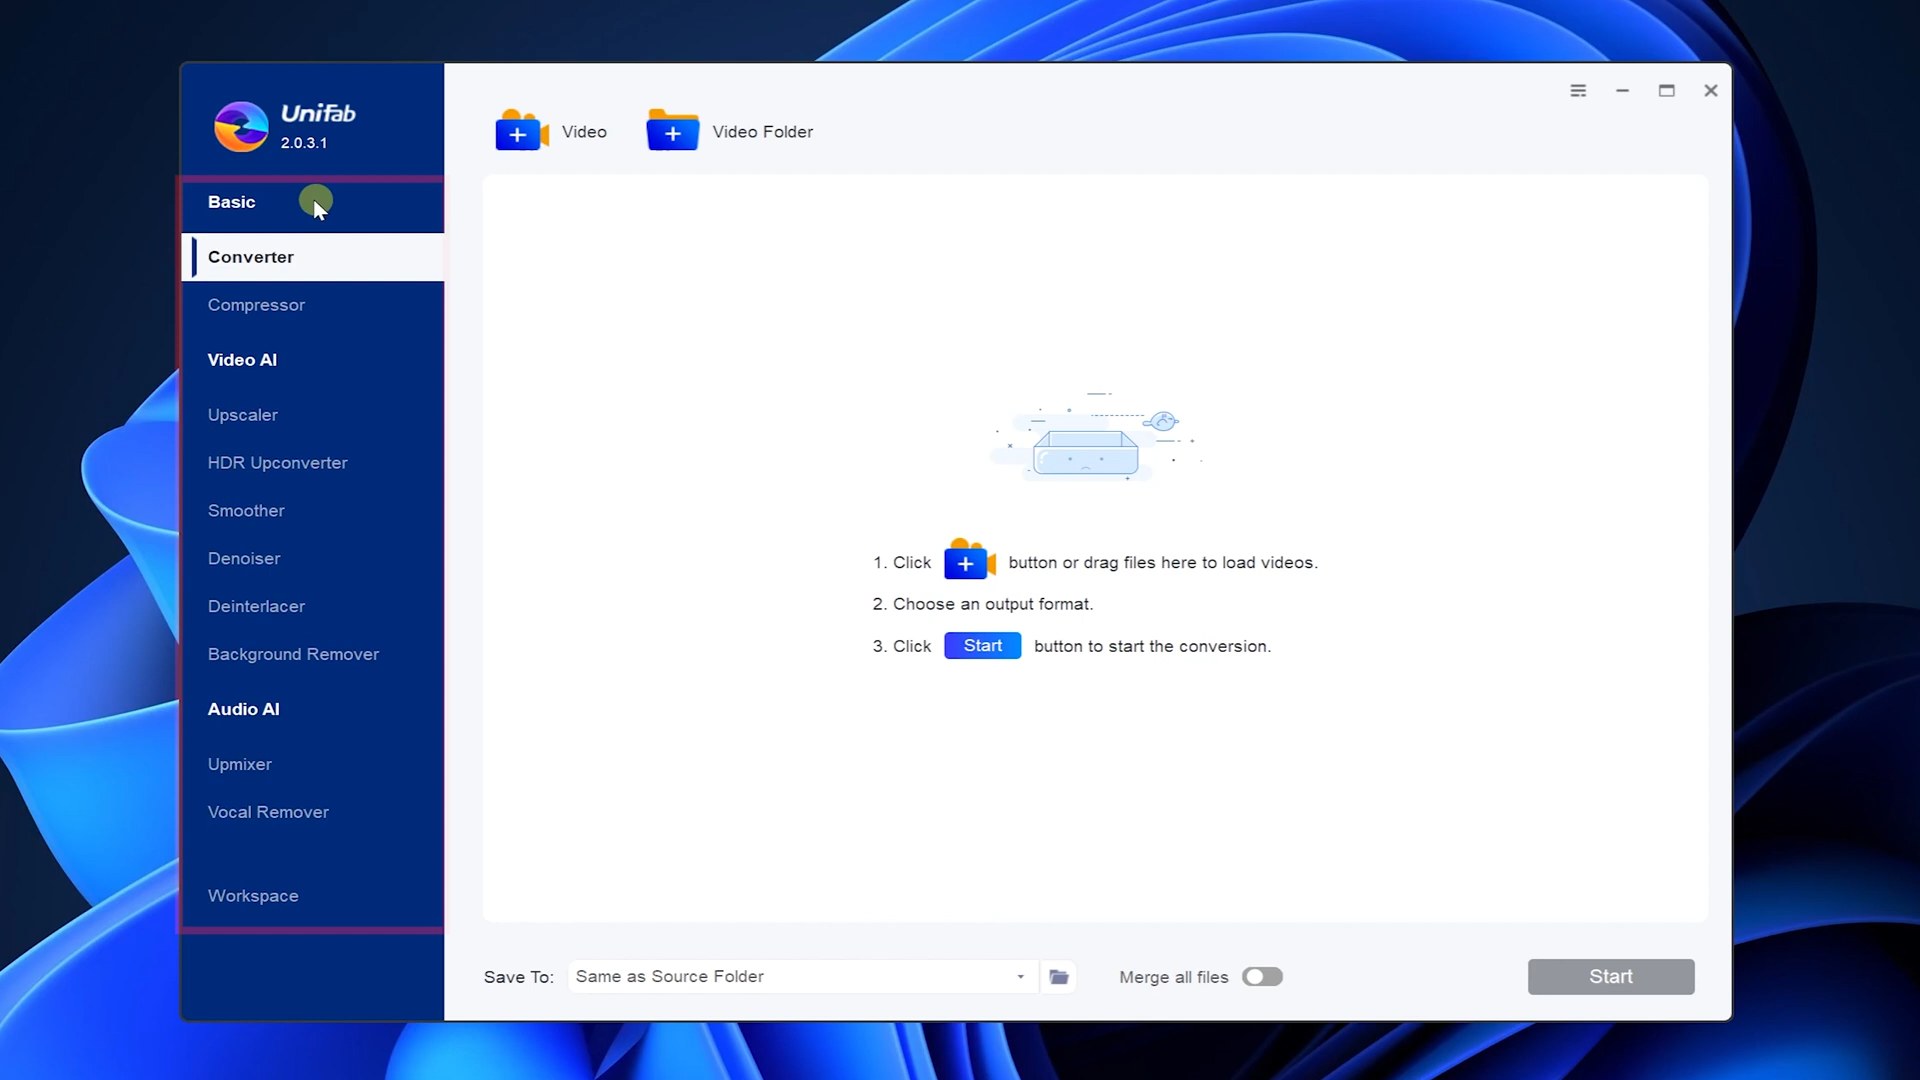 UniFab
2.0.3.1
Basic
Converter
Compressor
Video AI
Upscaler
HDR Upconverter
Smoother
Denoiser
Deinterlacer
Background Remover
Audio AI
Upmixer
Vocal Remover
Workspace
Video
Video Folder
1. Click button or drag files here to load videos.
2. Choose an output format.
3. Click Start button to start the conversion.
Save To: Same as Source Folder
Merge all files
Start